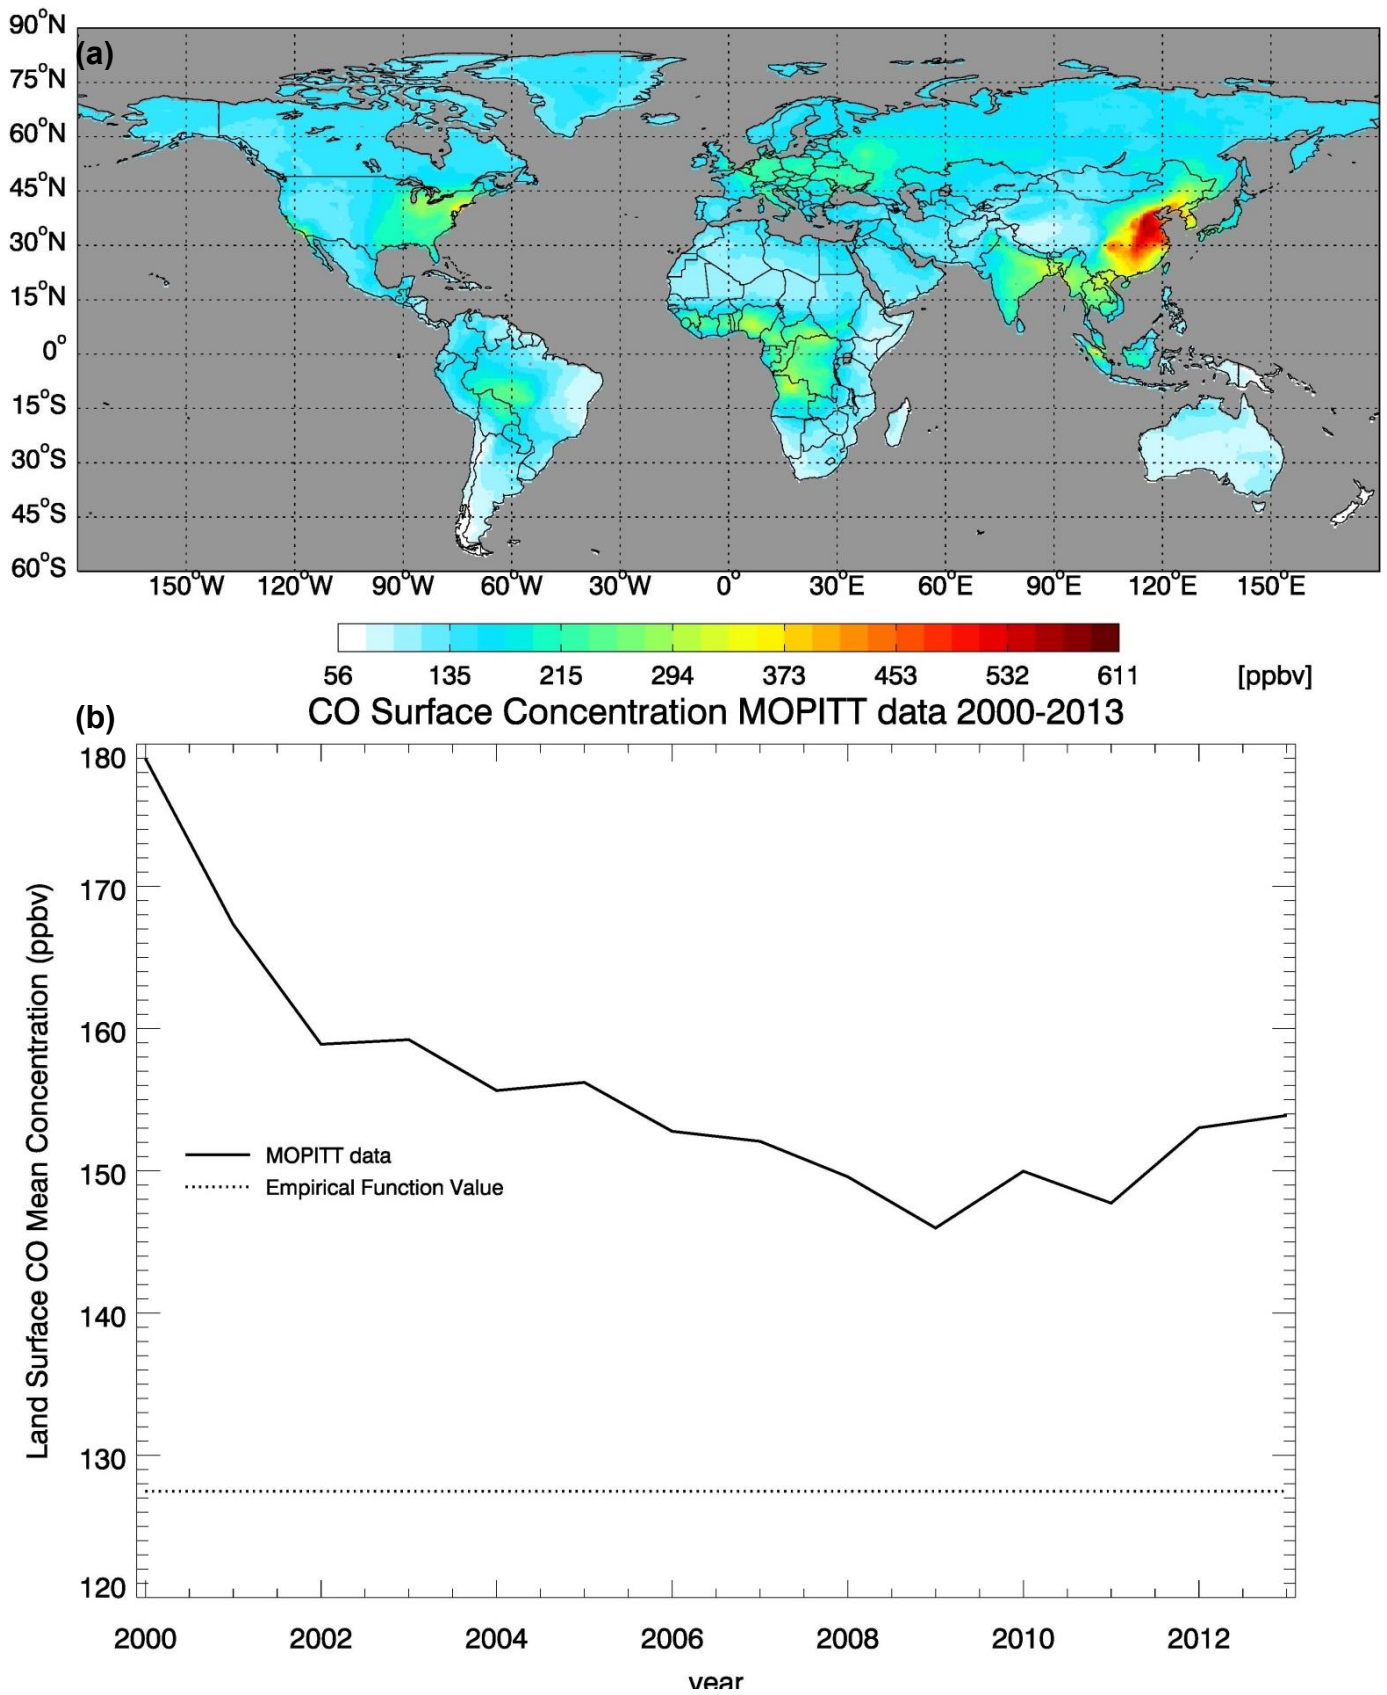 (a)
90°N
75°N
60°N
45°N
30°N
15°N
0°
15°S
30°S
45°S
60°S
150°W 120°W 90°W 60°W 30°W 0° 30°E 60°E 90°E 120°E 150°E
56 135 215 294 373 453 532 611 [ppbv]
(b) CO Surface Concentration MOPITT data 2000-2013
180
170
160
150
140
130
120
Land Surface CO Mean Concentration (ppbv)
MOPITT data
Empirical Function Value
2000 2002 2004 2006 2008 2010 2012
year